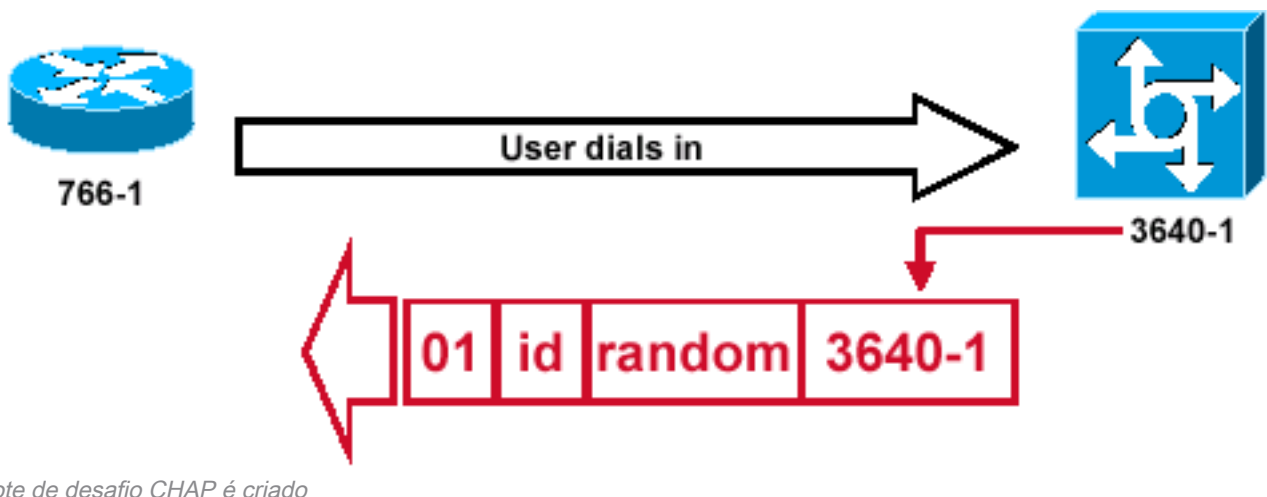 User dials in
766-1
3640-1
01 id random 3640-1
de desafio CHAP é criado